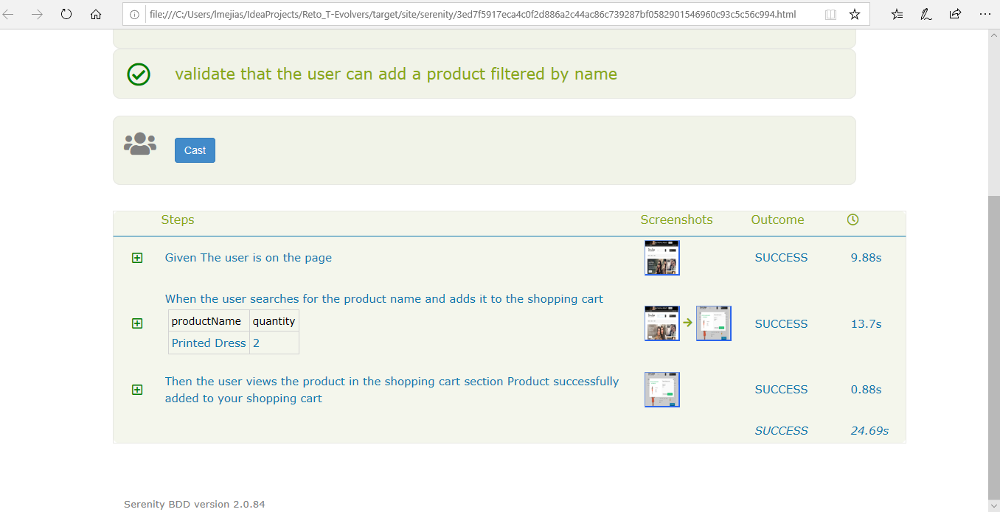 file:///C:/Users/lmejias/IdeaProjects/Reto_T-Evolvers/target/site/serenity/3ed7f5917eca4c0f2d886a2c44ac86c739287bf0582901546960c93c5c56c994.html
validate that the user can add a product filtered by name
Cast
Steps Screenshots Outcome
Given The user is on the page SUCCESS 9.88s
When the user searches for the product name and adds it to the shopping cart
productName quantity
Printed Dress 2
SUCCESS 13.7s
Then the user views the product in the shopping cart section Product successfully
added to your shopping cart
SUCCESS 0.88s
SUCCESS 24.69s
Serenity BDD version 2.0.84